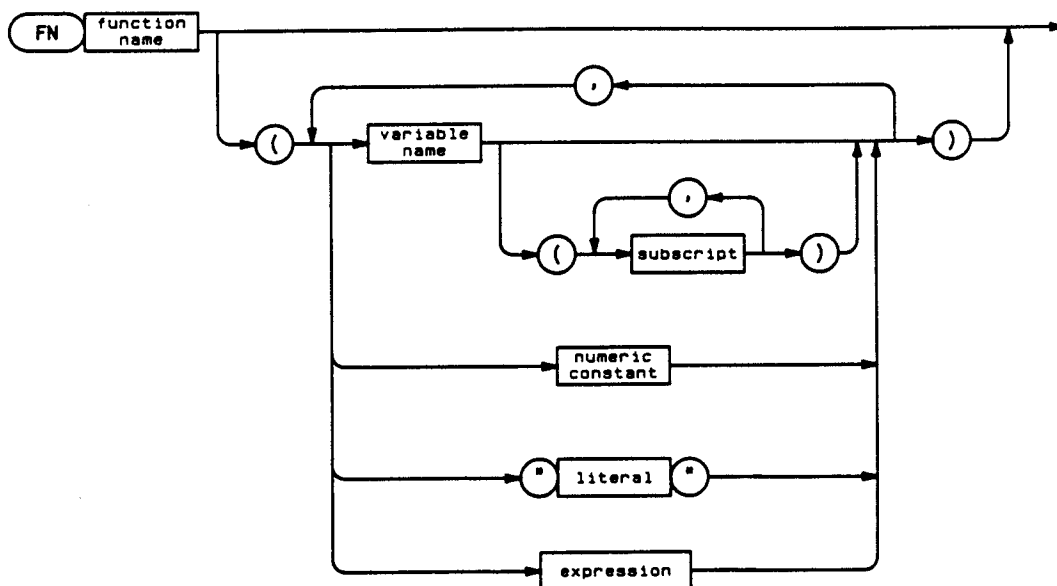 FN function
name
,
( variable
name )
,
( subscript )
numeric
constant
" literal "
expression